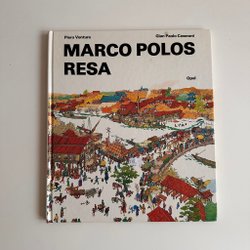 Piero Ventura
Gian Paolo Ceserani
MARCO POLOS
RESA
Opal